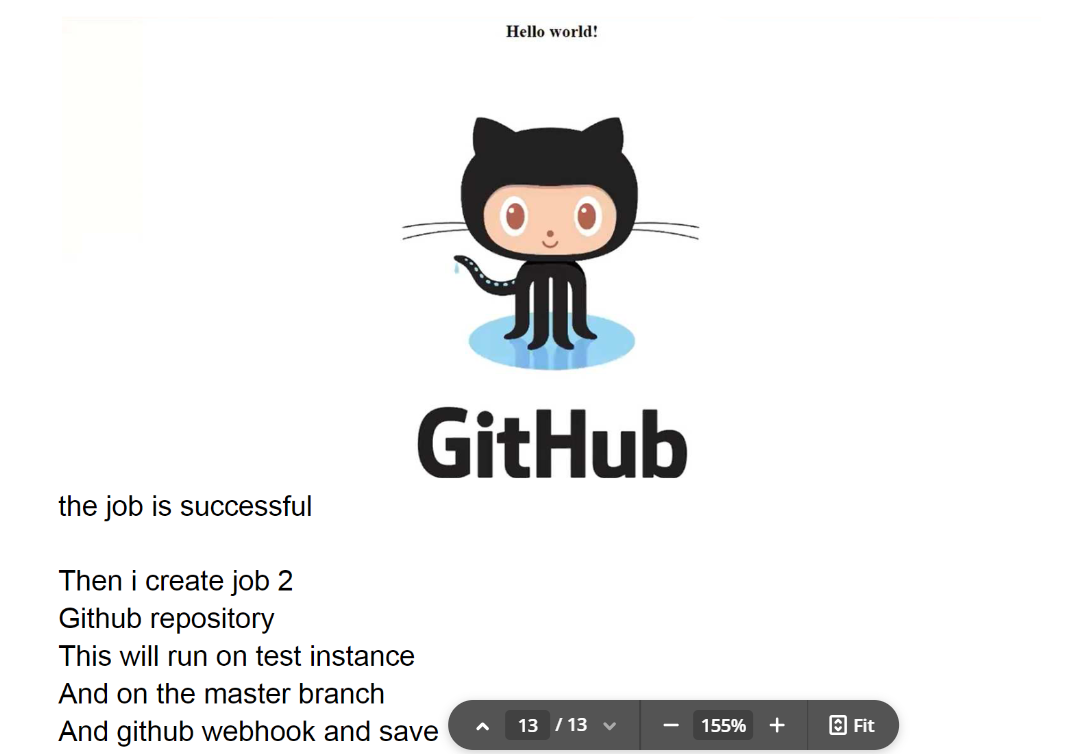 Hello world!
GitHub
the job is successful
Then i create job 2
Github repository
This will run on test instance
And on the master branch
And github webhook and save
13 / 13
155%
Fit